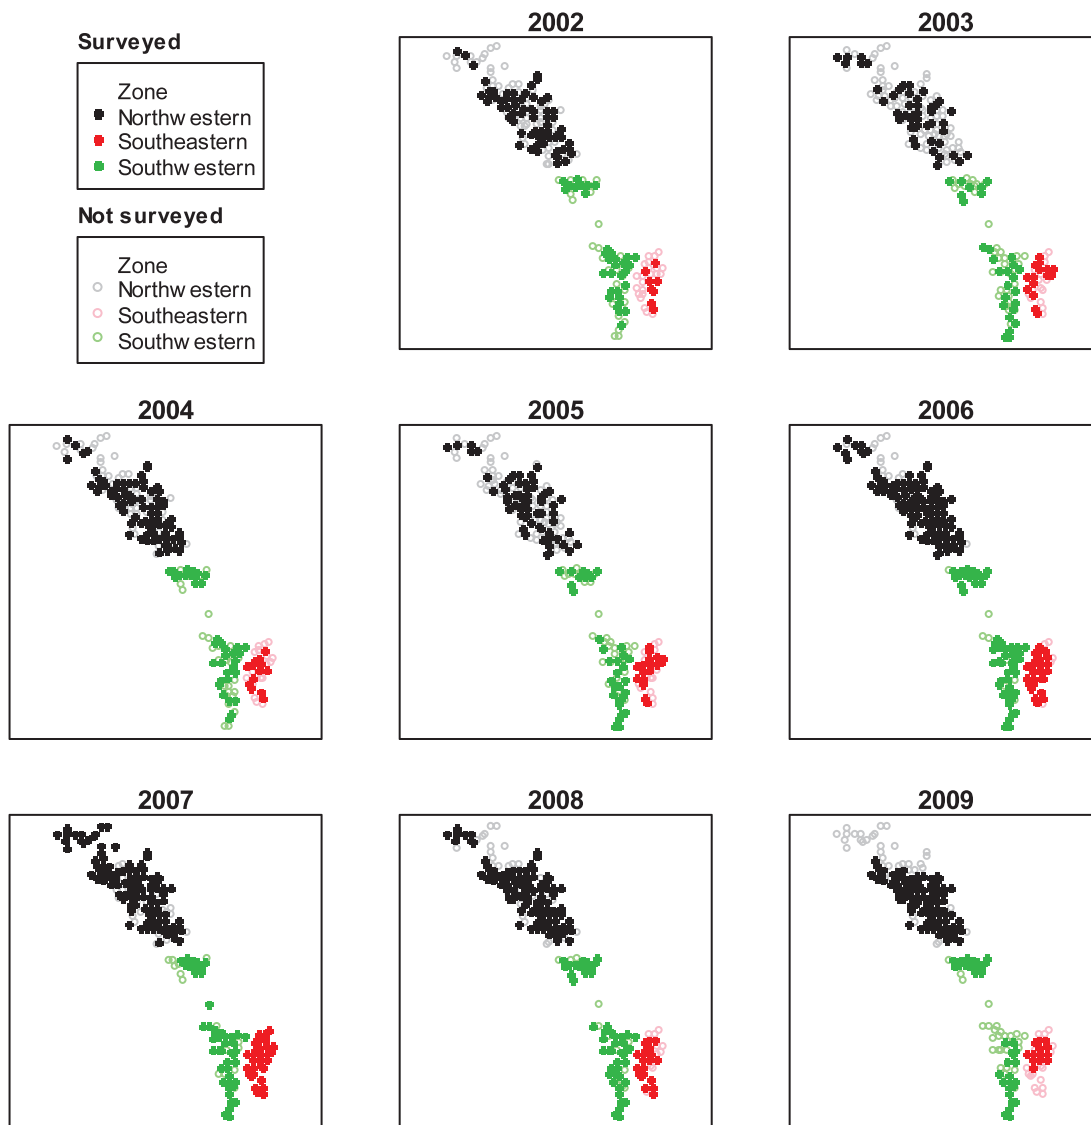 Surveyed
Zone
Northw estern
Southeastern
Southw estern
Not surveyed
Zone
Northw estern
Southeastern
Southw estern
2002
2003
2004
2005
2006
2007
2008
2009